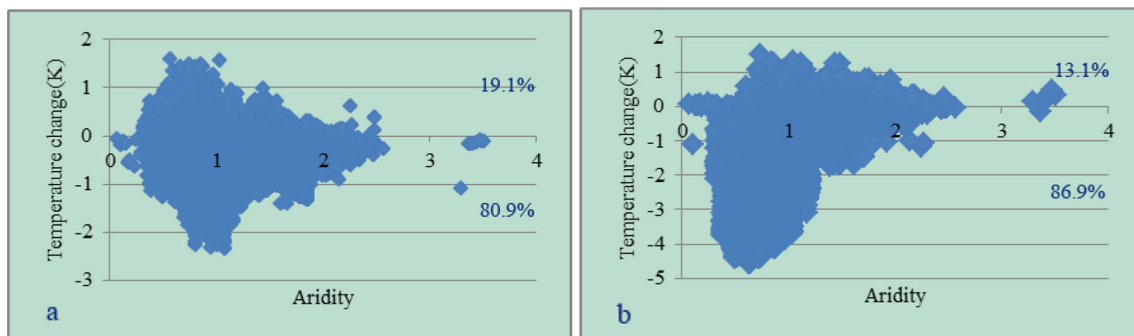 2
1
19.1%
0
0 1 2 3 4
-1
80.9%
-2
-3
Temperature change(K)
Aridity
a
2
1
13.1%
0
0 1 2 3 4
-1
-2
86.9%
-3
-4
-5
Temperature change(K)
Aridity
b